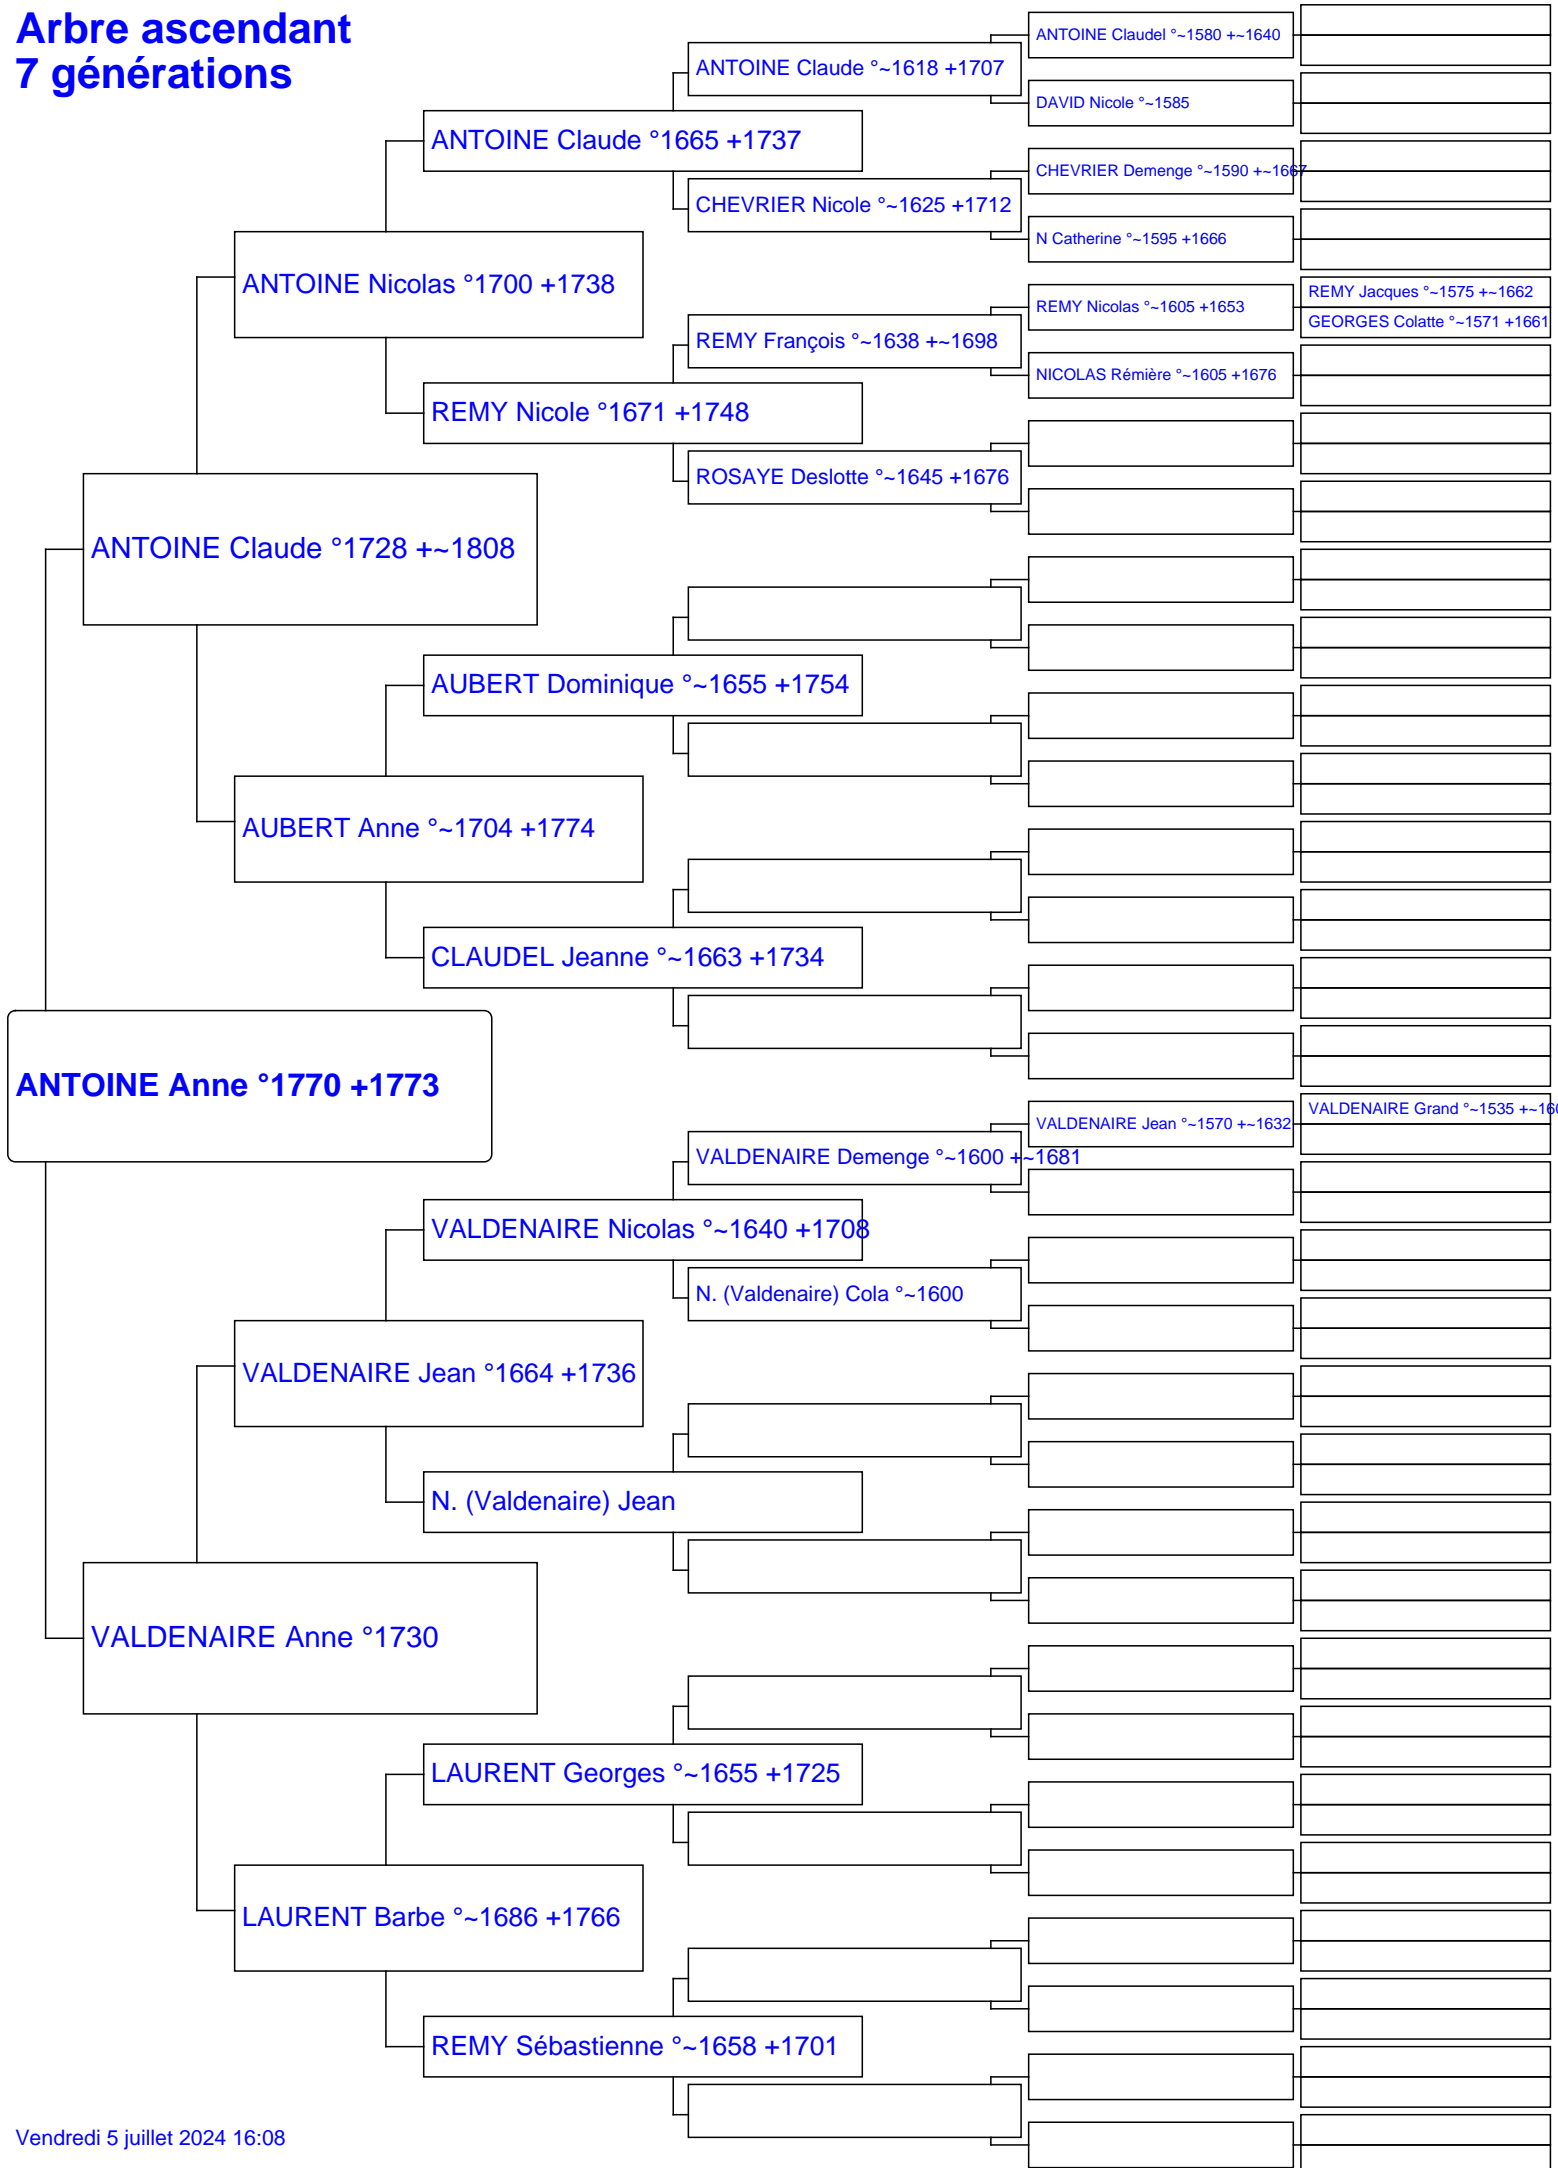 Arbre ascendant
7 générations
ANTOINE Claudel °~1580 +~1640
ANTOINE Claude °~1618 +1707
DAVID Nicole °~1585
ANTOINE Claude °1665 +1737
CHEVRIER Demenge °~1590 +~1667
CHEVRIER Nicole °~1625 +1712
N Catherine °~1595 +1666
ANTOINE Nicolas °1700 +1738
REMY Jacques °~1575 +~1662
REMY Nicolas °~1605 +1653
GEORGES Colatte °~1571 +1661
REMY François °~1638 +~1698
NICOLAS Rémière °~1605 +1676
REMY Nicole °1671 +1748
ROSAYE Deslotte °~1645 +1676
ANTOINE Claude °1728 +~1808
AUBERT Dominique °~1655 +1754
AUBERT Anne °~1704 +1774
CLAUDEL Jeanne °~1663 +1734
ANTOINE Anne °1770 +1773
VALDENAIRE Grand °~1535 +~
VALDENAIRE Jean °~1570 +~1632
VALDENAIRE Demenge °~1600 +~1681
VALDENAIRE Nicolas °~1640 +1708
N. (Valdenaire) Cola °~1600
VALDENAIRE Jean °1664 +1736
N. (Valdenaire) Jean
VALDENAIRE Anne °1730
LAURENT Georges °~1655 +1725
LAURENT Barbe °~1686 +1766
REMY Sébastienne °~1658 +1701
Vendredi 5 juillet 2024 16:08